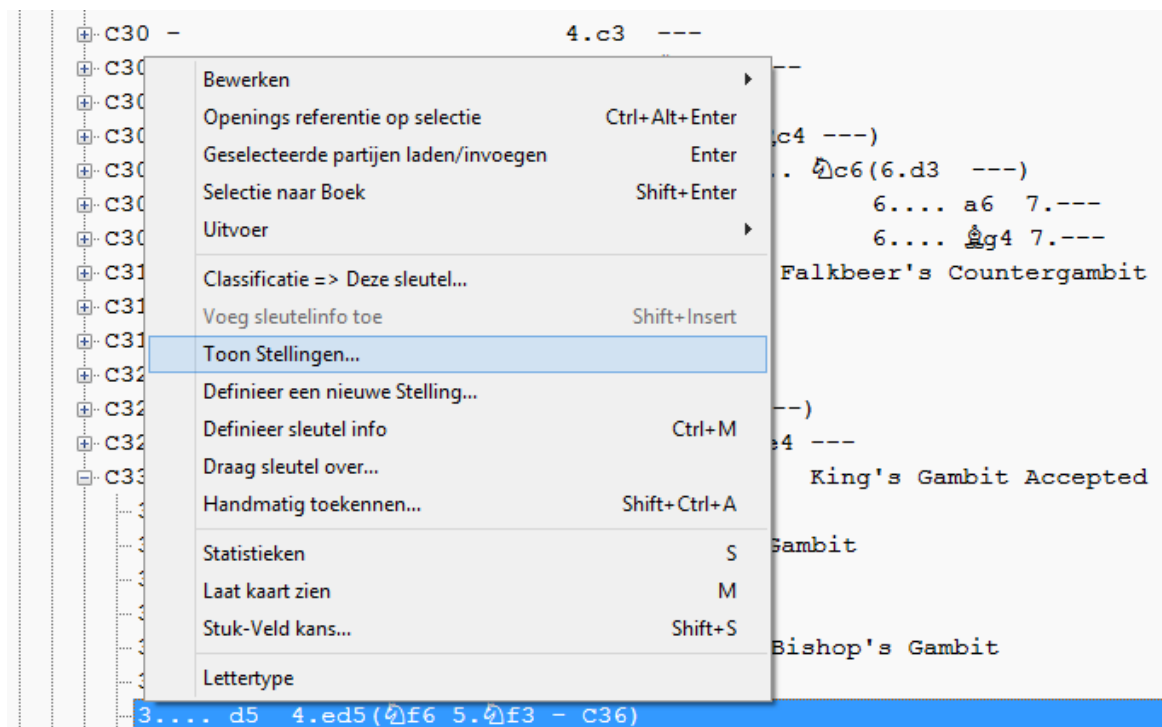 C30 - 4.c3 ---
C30 ---
C30
C30 c4 ---)
C30 .. ♘c6(6.d3 ---)
C30 6.... a6 7.---
C30 6.... ♗g4 7.---
C31 Falkbeer's Countergambit
C31
C31
C32
C32 --)
C32 e4 ---
C33 King's Gambit Accepted
Gambit
Bishop's Gambit
3.... d5 4.ed5(♘f6 5.♘f3 - C36)
Bewerken
Openings referentie op selectie Ctrl+Alt+Enter
Geselecteerde partijen laden/invoegen Enter
Selectie naar Boek Shift+Enter
Uitvoer
Classificatie => Deze sleutel...
Voeg sleutelinfo toe Shift+Insert
Toon Stellingen...
Definieer een nieuwe Stelling...
Definieer sleutel info Ctrl+M
Draag sleutel over...
Handmatig toekennen... Shift+Ctrl+A
Statistieken S
Laat kaart zien M
Stuk-Veld kans... Shift+S
Lettertype